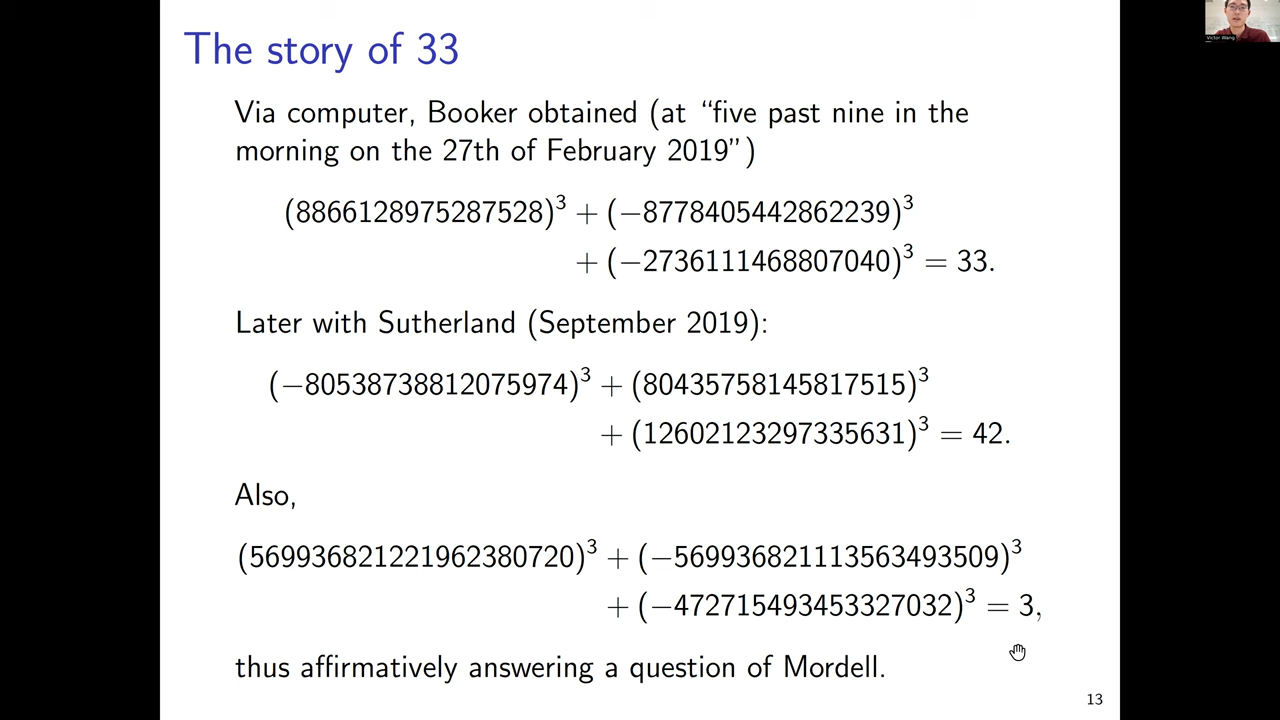 The story of 33
Via computer, Booker obtained (at “five past nine in the
morning on the 27th of February 2019”)
(8866128975287528)³ + (−8778405442862239)³
+ (−2736111468807040)³ = 33.
Later with Sutherland (September 2019):
(−80538738812075974)³ + (80435758145817515)³
+ (12602123297335631)³ = 42.
Also,
(569936821221962380720)³ + (−569936821113563493509)³
+ (−472715493453327032)³ = 3,
thus affirmatively answering a question of Mordell.
13
Victor Wang